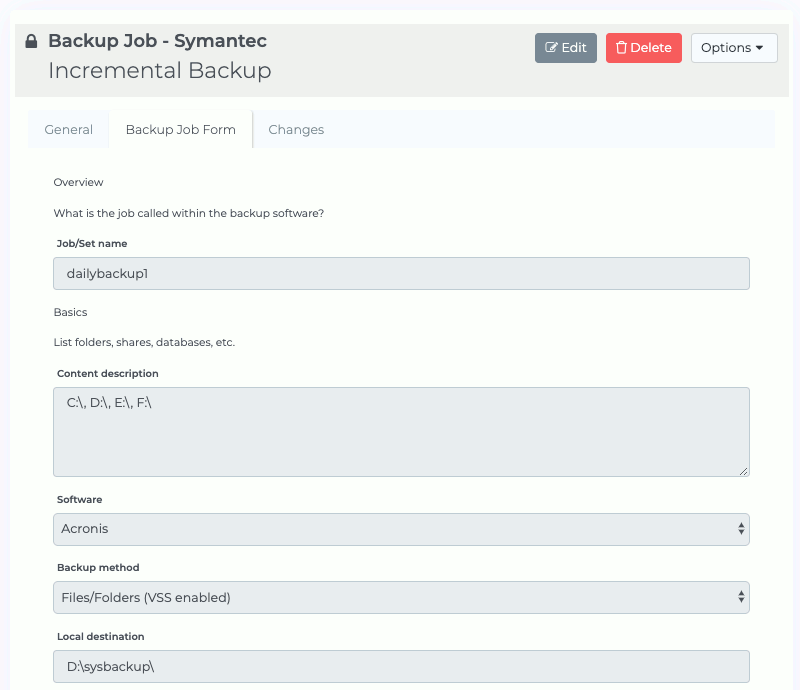 Backup Job - Symantec
Incremental Backup
Edit
Delete
Options
General
Backup Job Form
Changes
Overview
What is the job called within the backup software?
Job/Set name
dailybackup1
Basics
List folders, shares, databases, etc.
Content description
C:\, D:\, E:\, F:\
Software
Acronis
Backup method
Files/Folders (VSS enabled)
Local destination
D:\sysbackup\